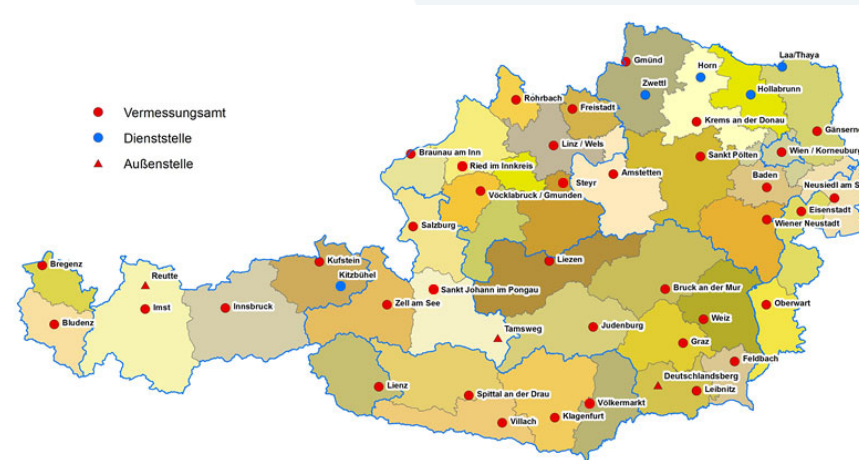 Vermessungsamt
Dienststelle
Außenstelle
Gmünd
Laa/Thaya
Horn
Zwettl
Hollabrunn
Rohrbach
Freistadt
Krems an der Donau
Gänsern
Linz / Wels
Wien / Korneuburg
Braunau am Inn
Sankt Pölten
Ried im Innkreis
Amstetten
Baden
Steyr
Neusiedl am S
Vöcklabruck / Gmunden
Eisenstadt
Wiener Neustadt
Salzburg
Bregenz
Kufstein
Liezen
Reutte
Kitzbühel
Sankt Johann im Pongau
Bruck an der Mur
Imst
Innsbruck
Zell am See
Oberwart
Bludenz
Weiz
Tamsweg
Judenburg
Graz
Feldbach
Deutschlandsberg
Lienz
Leibnitz
Spittal an der Drau
Völkermarkt
Klagenfurt
Villach